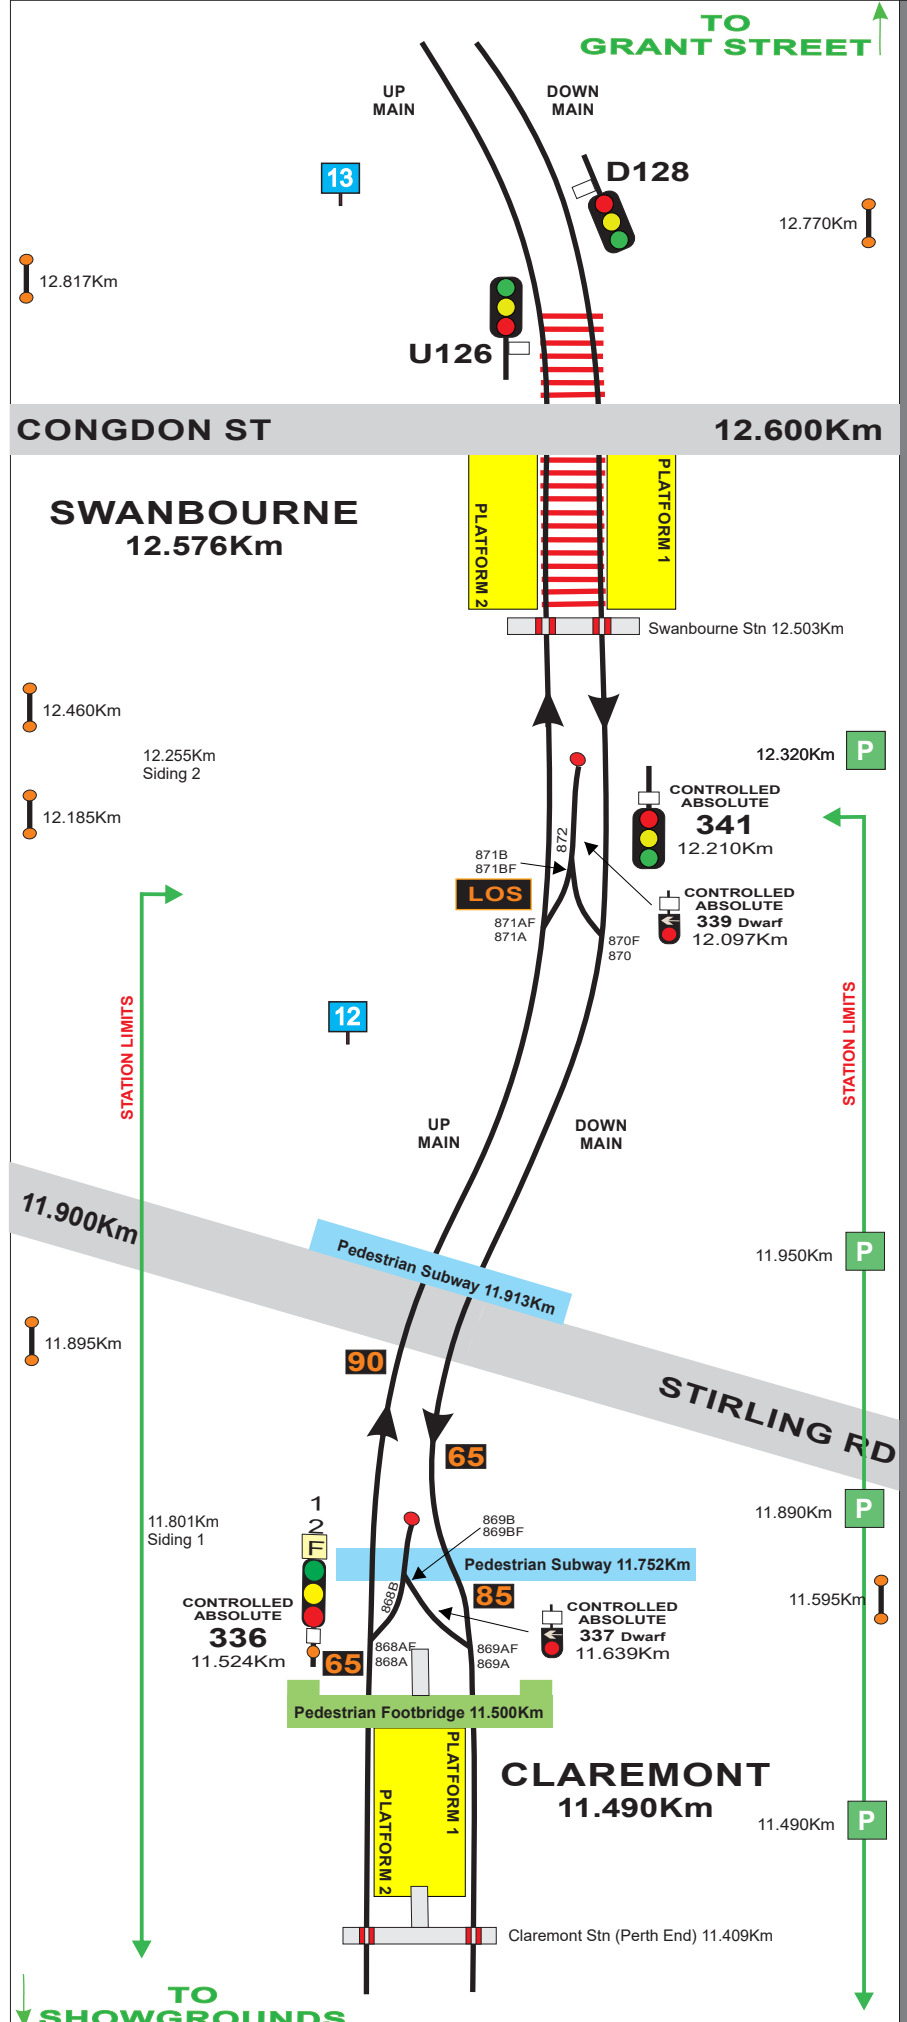 TO
GRANT STREET
UP
MAIN
DOWN
MAIN
13
D128
12.770Km
12.817Km
U126
CONGDON ST
12.600Km
SWANBOURNE
12.576Km
PLATFORM 2
PLATFORM 1
Swanbourne Stn 12.503Km
12.460Km
12.255Km
Siding 2
12.185Km
12.320Km
P
CONTROLLED
ABSOLUTE
341
12.210Km
872
871B
871BF
LOS
871AF
871A
CONTROLLED
ABSOLUTE
339 Dwarf
12.097Km
870F
870
STATION LIMITS
STATION LIMITS
12
UP
MAIN
DOWN
MAIN
11.900Km
Pedestrian Subway 11.913Km
11.950Km
P
11.895Km
90
STIRLING RD
65
11.890Km
P
11.801Km
Siding 1
1
2
F
869B
869BF
Pedestrian Subway 11.752Km
868B
85
11.595Km
CONTROLLED
ABSOLUTE
336
11.524Km
65
868AF
868A
869AF
869A
CONTROLLED
ABSOLUTE
337 Dwarf
11.639Km
Pedestrian Footbridge 11.500Km
PLATFORM 1
PLATFORM 2
CLAREMONT
11.490Km
11.490Km
P
Claremont Stn (Perth End) 11.409Km
TO
SHOWGROUNDS